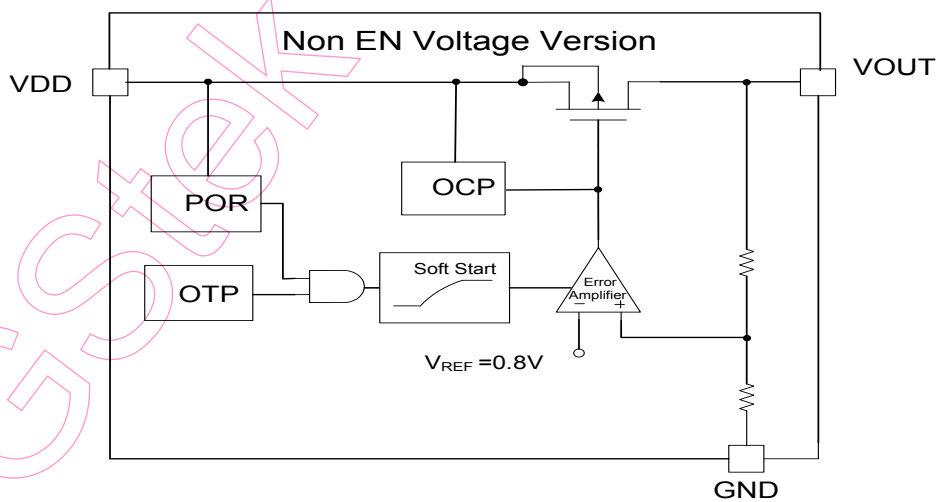 Non EN Voltage Version
VDD
VOUT
POR
OCP
OTP
Soft Start
Error
Amplifier
− +
VREF =0.8V
GND
GStek